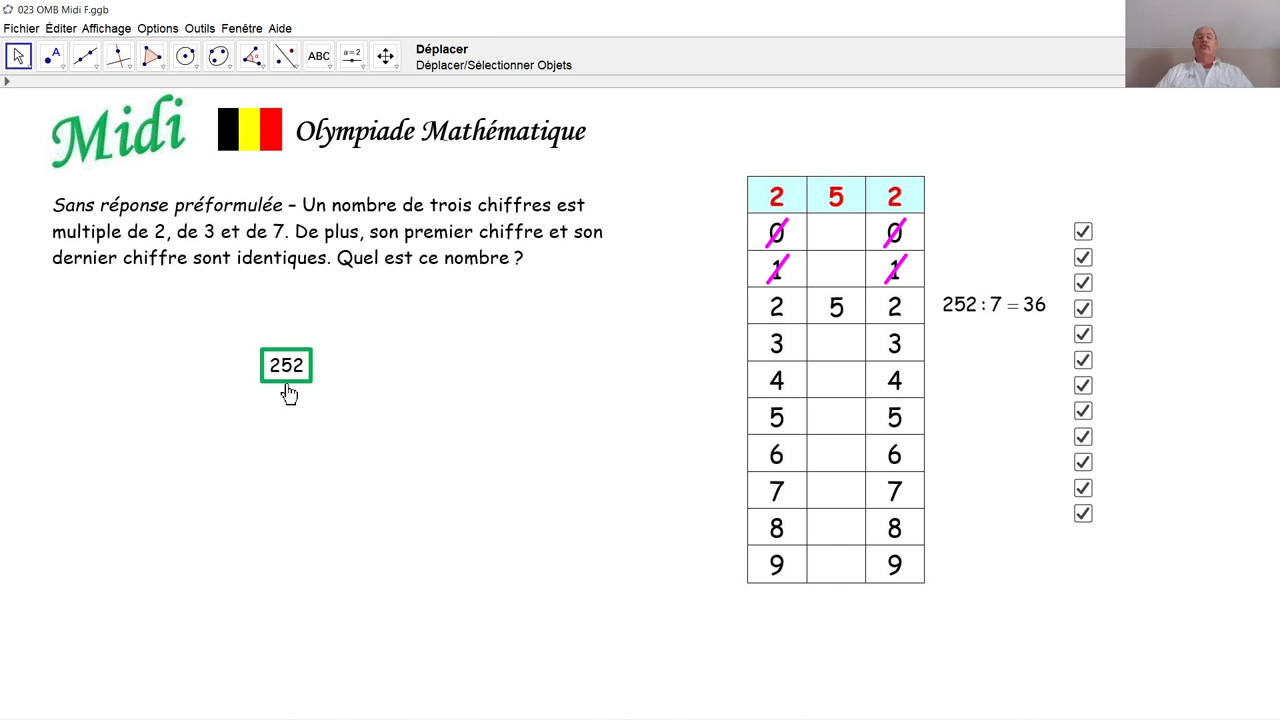 023 OMB Midi F.ggb
Fichier Éditer Affichage Options Outils Fenêtre Aide
A ABC a=2
Déplacer
Déplacer/Sélectionner Objets
Midi
Olympiade Mathématique
Sans réponse préformulée – Un nombre de trois chiffres est
multiple de 2, de 3 et de 7. De plus, son premier chiffre et son
dernier chiffre sont identiques. Quel est ce nombre ?
252
2 5 2
0 0
1 1
2 5 2
252 : 7 = 36
3 3
4 4
5 5
6 6
7 7
8 8
9 9